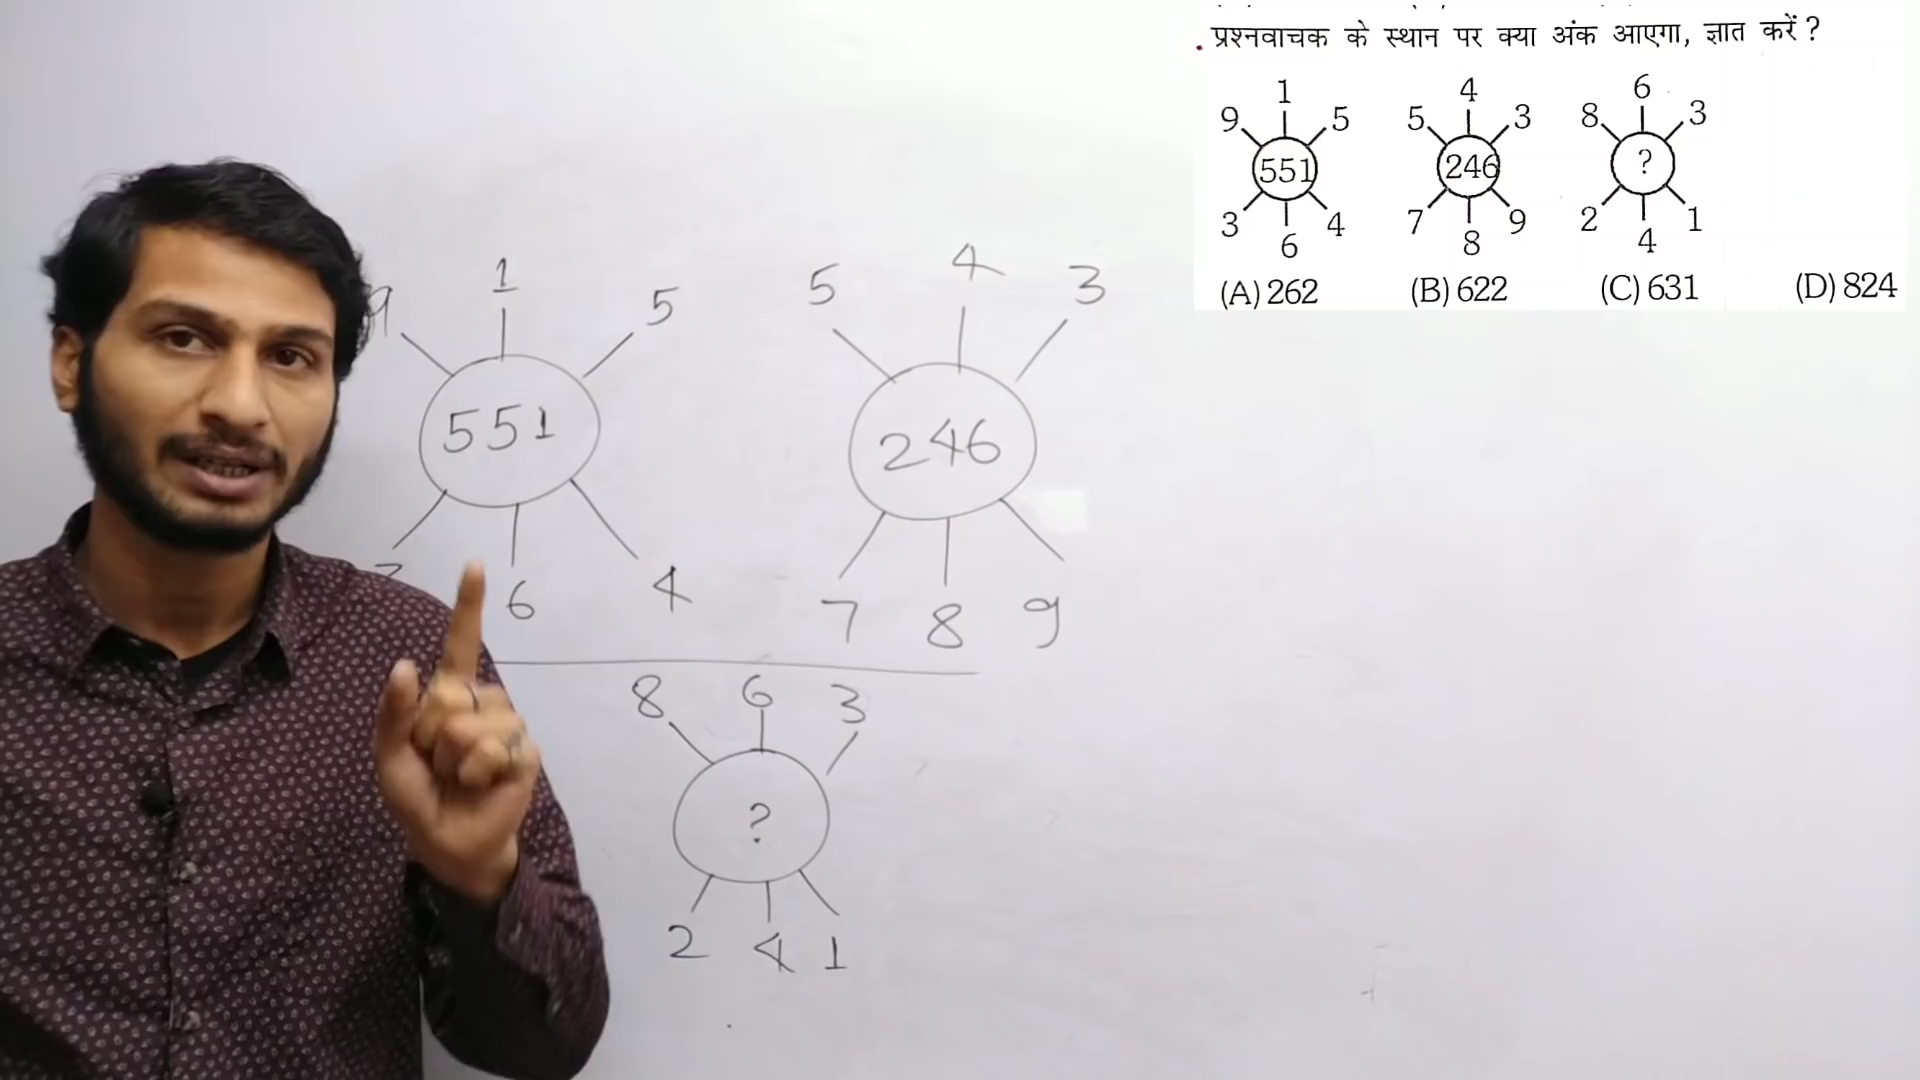 . प्रश्नवाचक के स्थान पर क्या अंक आएगा, ज्ञात करें ?
1
9 5
551
3 4
6
4
5 3
246
7 9
8
6
8 3
?
2 1
4
(A) 262 (B) 622 (C) 631 (D) 824
9 1 5
551
6 4
5 4 3
246
7 8 9
8 6 3
?
2 4 1